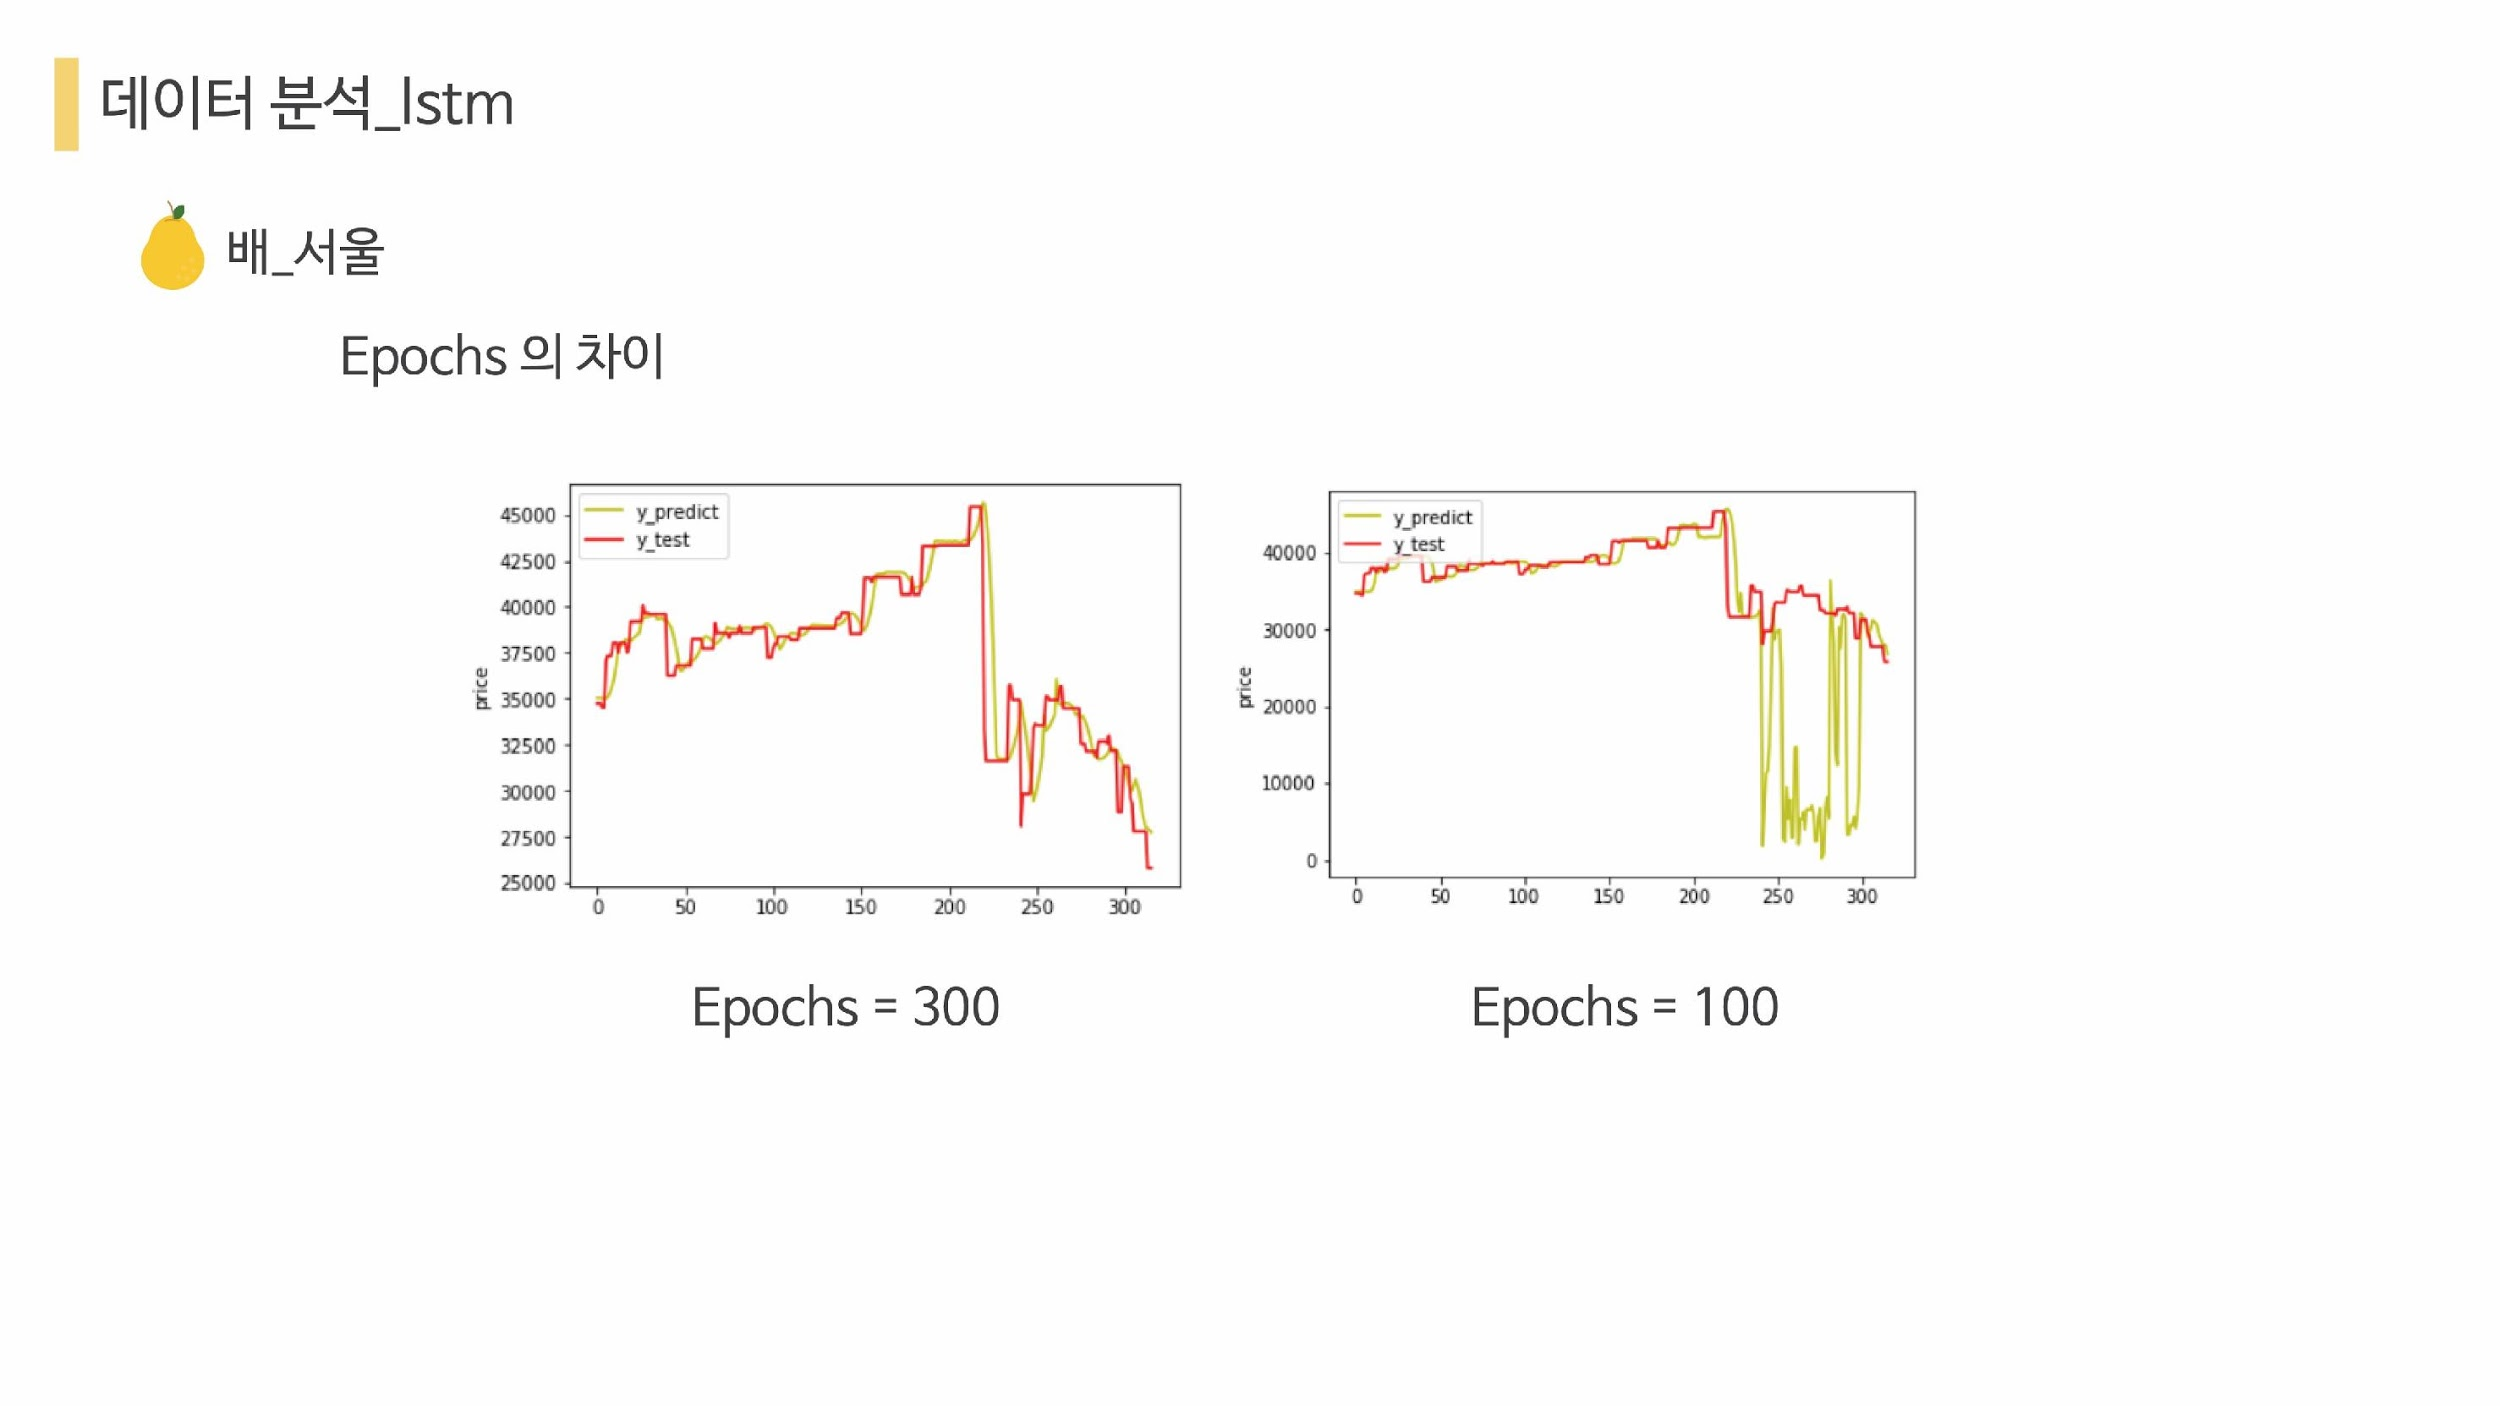 데이터 분석_lstm
배_서울
Epochs 의 차이
y_predict
y_test
45000
42500
40000
37500
35000
32500
30000
27500
25000
price
0 50 100 150 200 250 300
y_predict
y_test
40000
30000
20000
10000
0
price
0 50 100 150 200 250 300
Epochs = 300
Epochs = 100